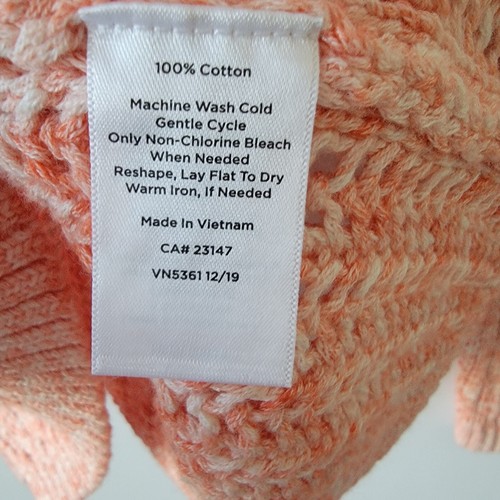 100% Cotton
Machine Wash Cold
Gentle Cycle
Only Non-Chlorine Bleach
When Needed
Reshape, Lay Flat To Dry
Warm Iron, If Needed
Made In Vietnam
CA# 23147
VN5361 12/19